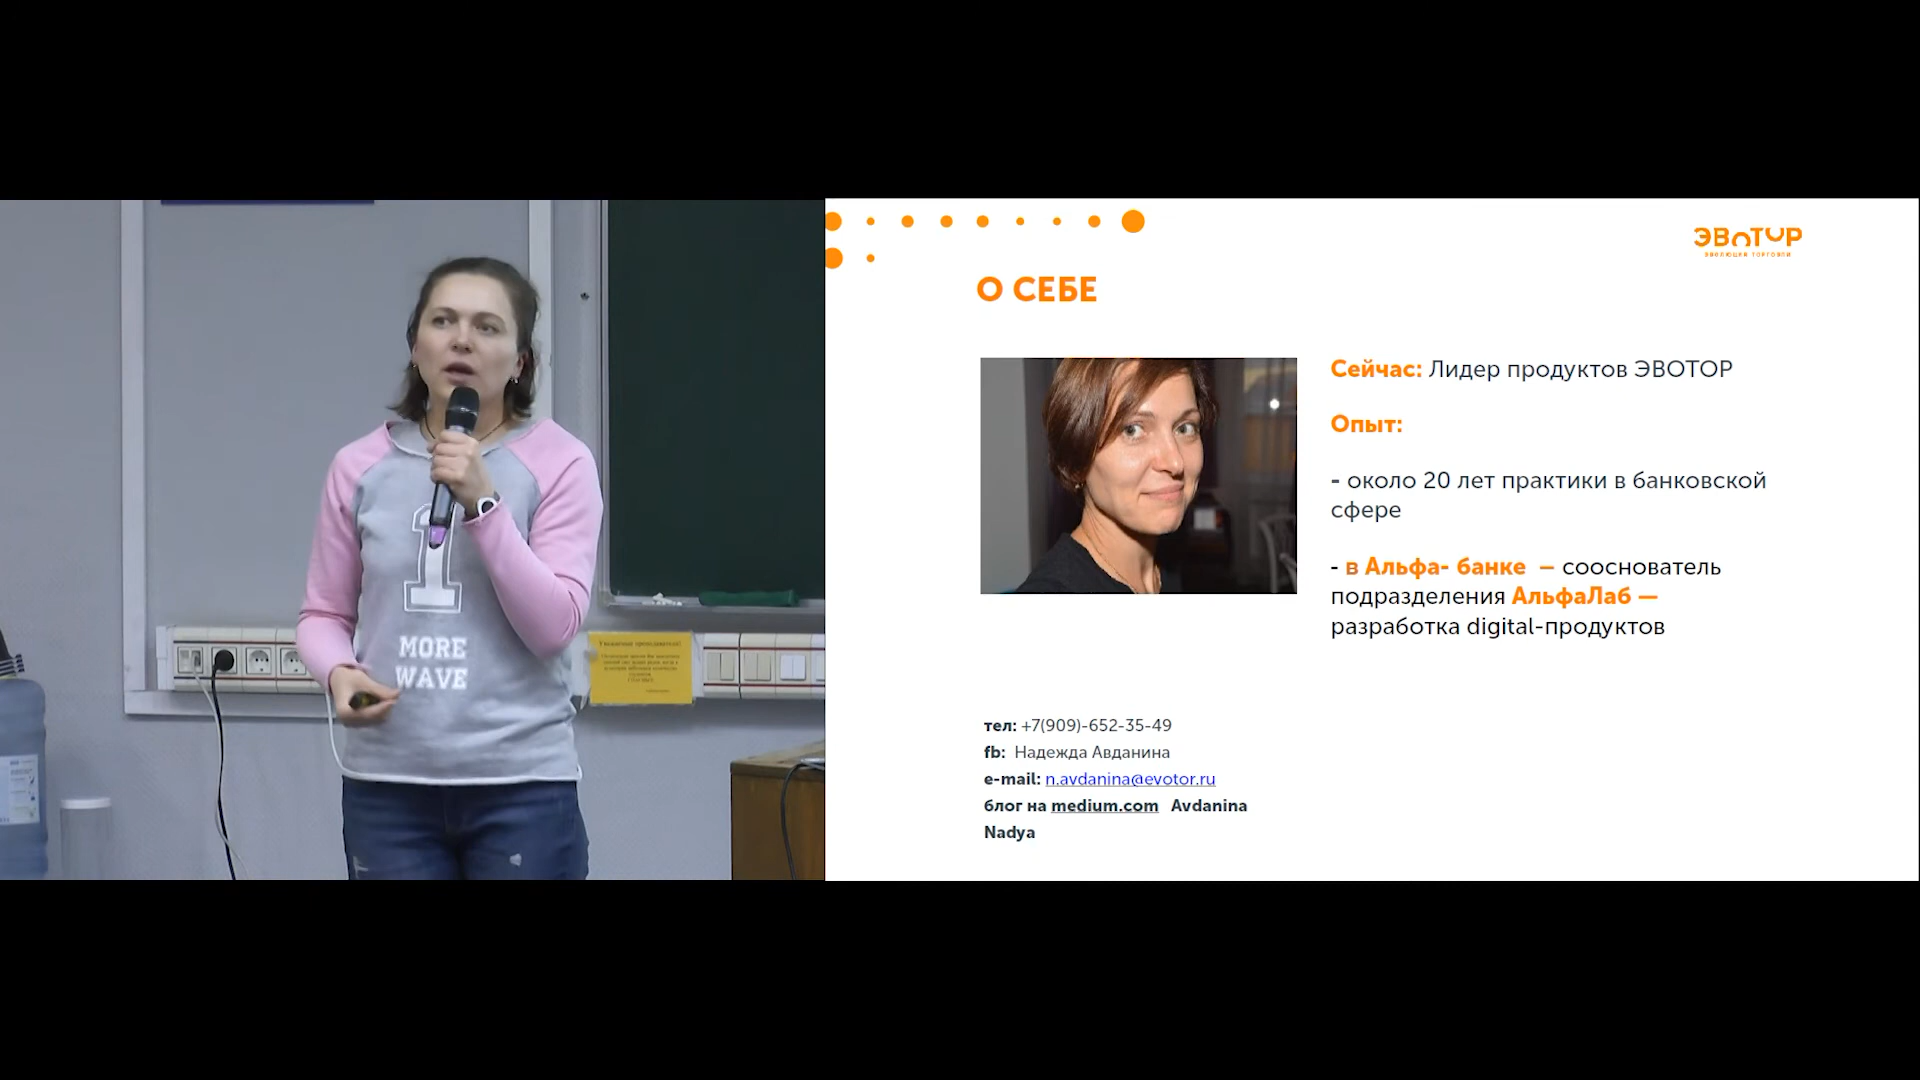 ЭВОТОР
ЭВОЛЮЦИЯ ТОРГОВЛИ
О СЕБЕ
Сейчас: Лидер продуктов ЭВОТОР
Опыт:
- около 20 лет практики в банковской
сфере
- в Альфа- банке – сооснователь
подразделения АльфаЛаб —
разработка digital-продуктов
тел: +7(909)-652-35-49
fb: Надежда Авданина
e-mail: n.avdanina@evotor.ru
блог на medium.com Avdanina
Nadya
1
MORE
WAVE
Уважаемые преподаватели!